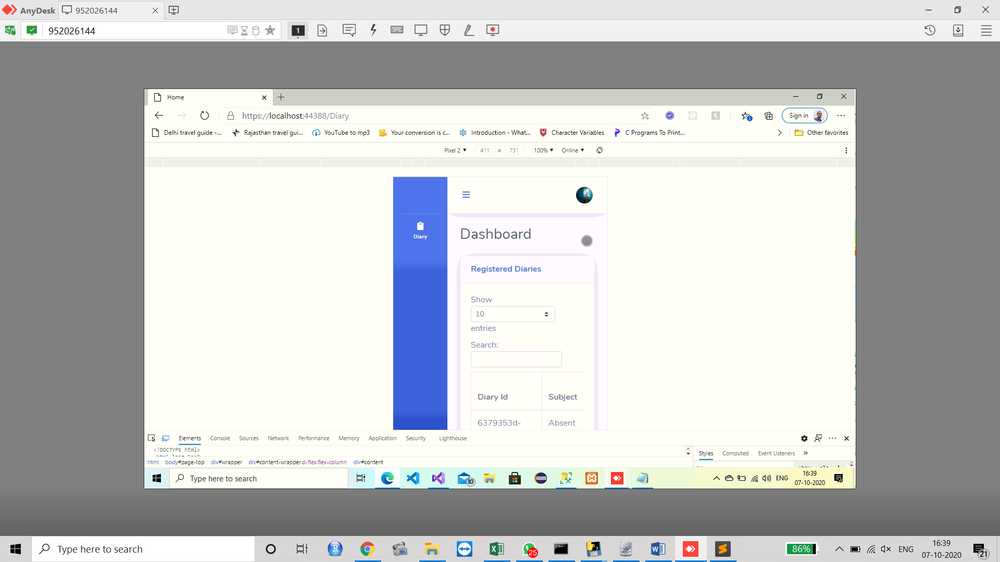 AnyDesk
952026144
952026144
1
Home
https://localhost:44388/Diary
Sign in
Delhi travel guide -...
Rajasthan travel gui...
YouTube to mp3
Your conversion is c...
Introduction - What...
Character Variables
C Programs To Print...
Other favorites
Pixel 2 ▼
411 × 731
100% ▼
Online ▼
Diary
Dashboard
Registered Diaries
Show
10
entries
Search:
Diary Id Subject
6379353d- Absent
Elements Console Sources Network Performance Memory Application Security Lighthouse
<!DOCTYPE html>
Styles Computed Event Listeners »
html body#page-top div#wrapper div#content-wrapper.d-flex.flex-column div#content
Type here to search
10
ENG
16:39
07-10-2020
Type here to search
25
86%
ENG
16:39
07-10-2020
21